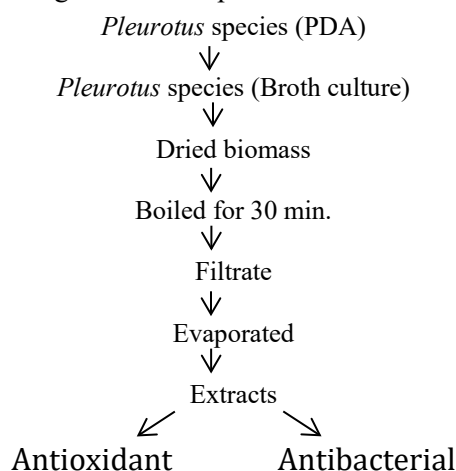 Pleurotus species (PDA)
Pleurotus species (Broth culture)
Dried biomass
Boiled for 30 min.
Filtrate
Evaporated
Extracts
Antioxidant Antibacterial